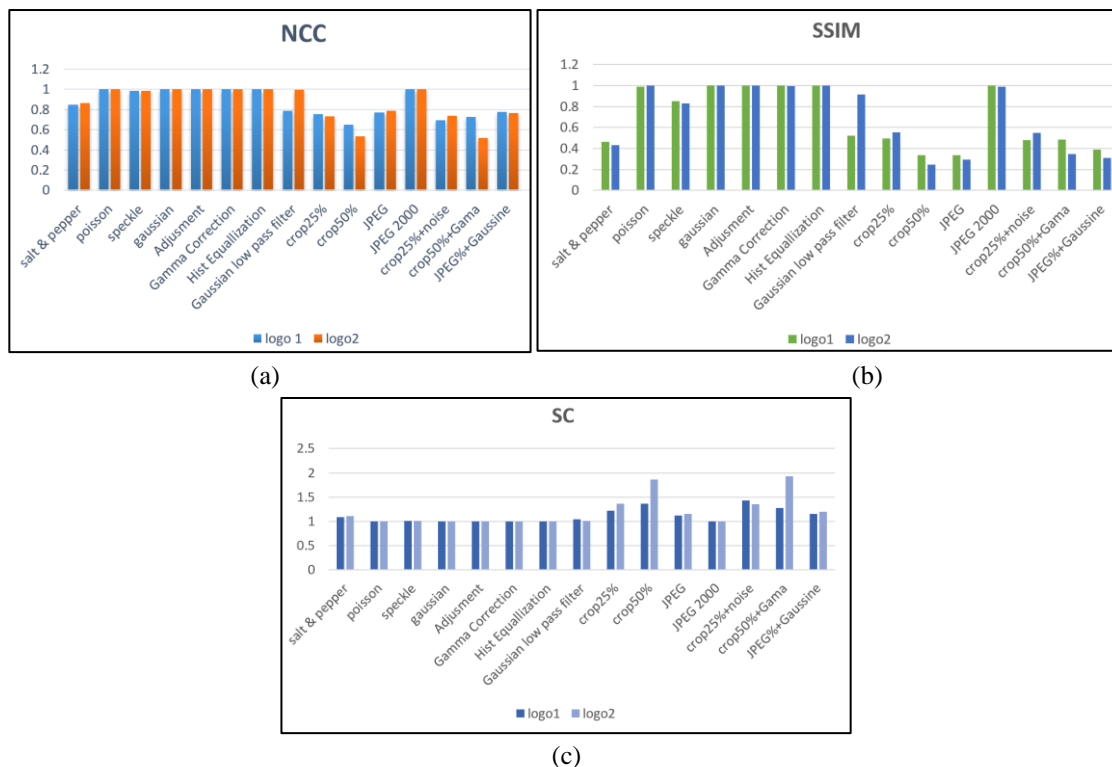 NCC
1.2
1
0.8
0.6
0.4
0.2
0
salt & pepper
poisson
speckle
gaussian
Adjusment
Gamma Correction
Hist Equallization
Gaussian low pass filter
crop25%
crop50%
JPEG
JPEG 2000
crop25%+noise
crop50%+Gama
JPEG%+Gaussine
logo 1 logo2
(a)
SSIM
1.2
1
0.8
0.6
0.4
0.2
0
salt & pepper
poisson
speckle
gaussian
Adjusment
Gamma Correction
Hist Equallization
Gaussian low pass filter
crop25%
crop50%
JPEG
JPEG 2000
crop25%+noise
crop50%+Gama
JPEG%+Gaussine
logo1 logo2
(b)
SC
2.5
2
1.5
1
0.5
0
salt & pepper
poisson
speckle
gaussian
Adjusment
Gamma Correction
Hist Equallization
Gaussian low pass filter
crop25%
crop50%
JPEG
JPEG 2000
crop25%+noise
crop50%+Gama
JPEG%+Gaussine
logo1 logo2
(c)